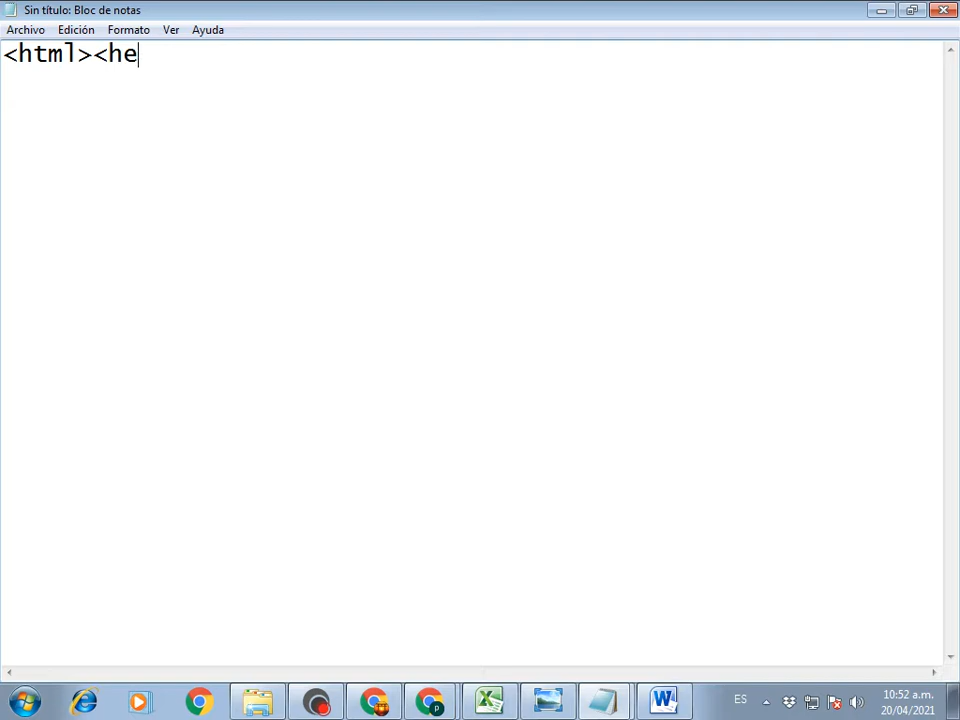 Sin título: Bloc de notas
Archivo Edición Formato Ver Ayuda
<html><he
ES
10:52 a.m.
20/04/2021